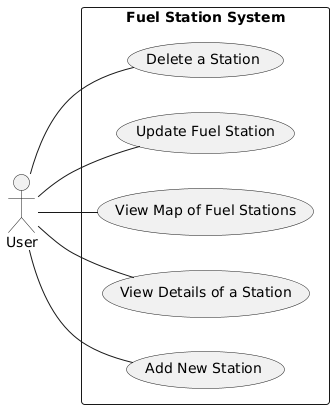 Fuel Station System
Delete a Station
Update Fuel Station
View Map of Fuel Stations
User
View Details of a Station
Add New Station